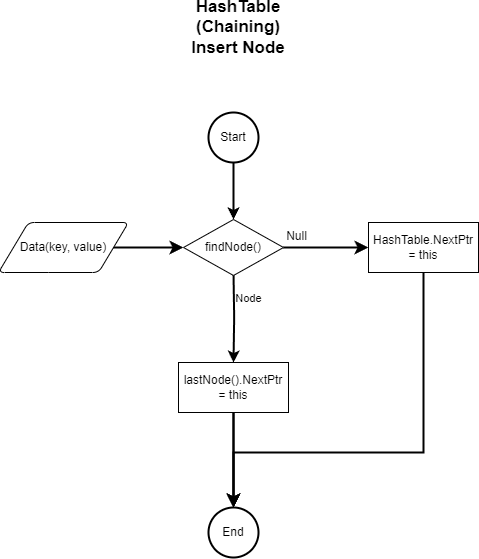 HashTable
(Chaining)
Insert Node
Start
Data(key, value)
findNode()
Null
HashTable.NextPtr
= this
Node
lastNode().NextPtr
= this
End